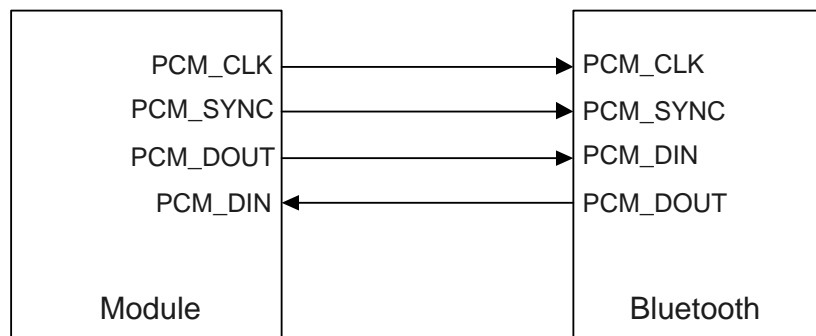 PCM_CLK PCM_CLK
PCM_SYNC PCM_SYNC
PCM_DOUT PCM_DIN
PCM_DIN PCM_DOUT
Module Bluetooth